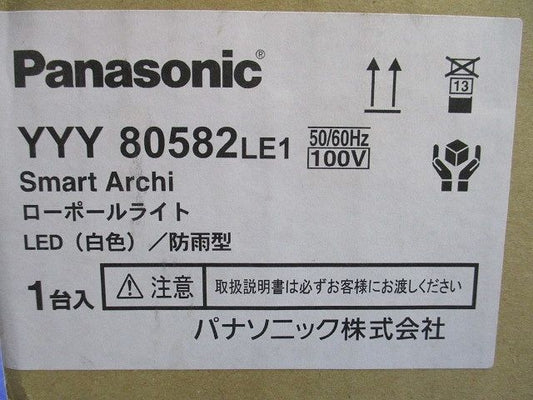 Panasonic®
13
YYY 80582LE1
50/60Hz
100V
Smart Archi
ローポールライト
LED（白色）／防雨型
1台入
注意
取扱説明書は必ずお客様にお渡しください
パナソニック株式会社